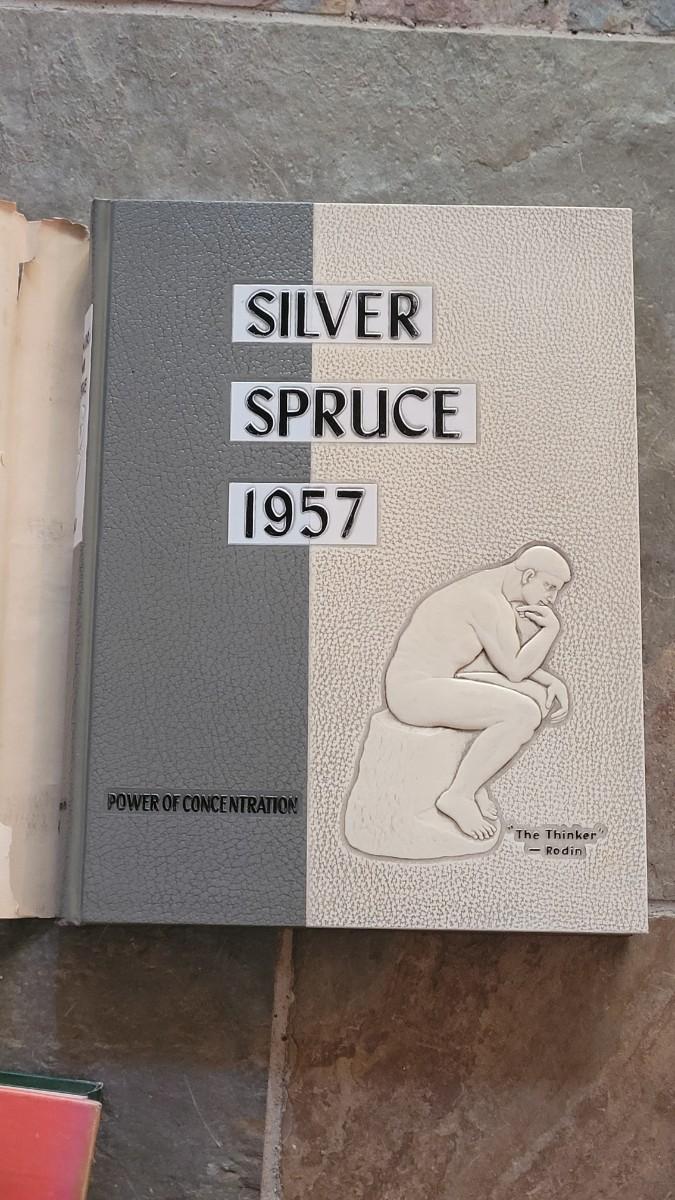 SILVER
SPRUCE
1957
POWER OF CONCENTRATION
"The Thinker"
— Rodin